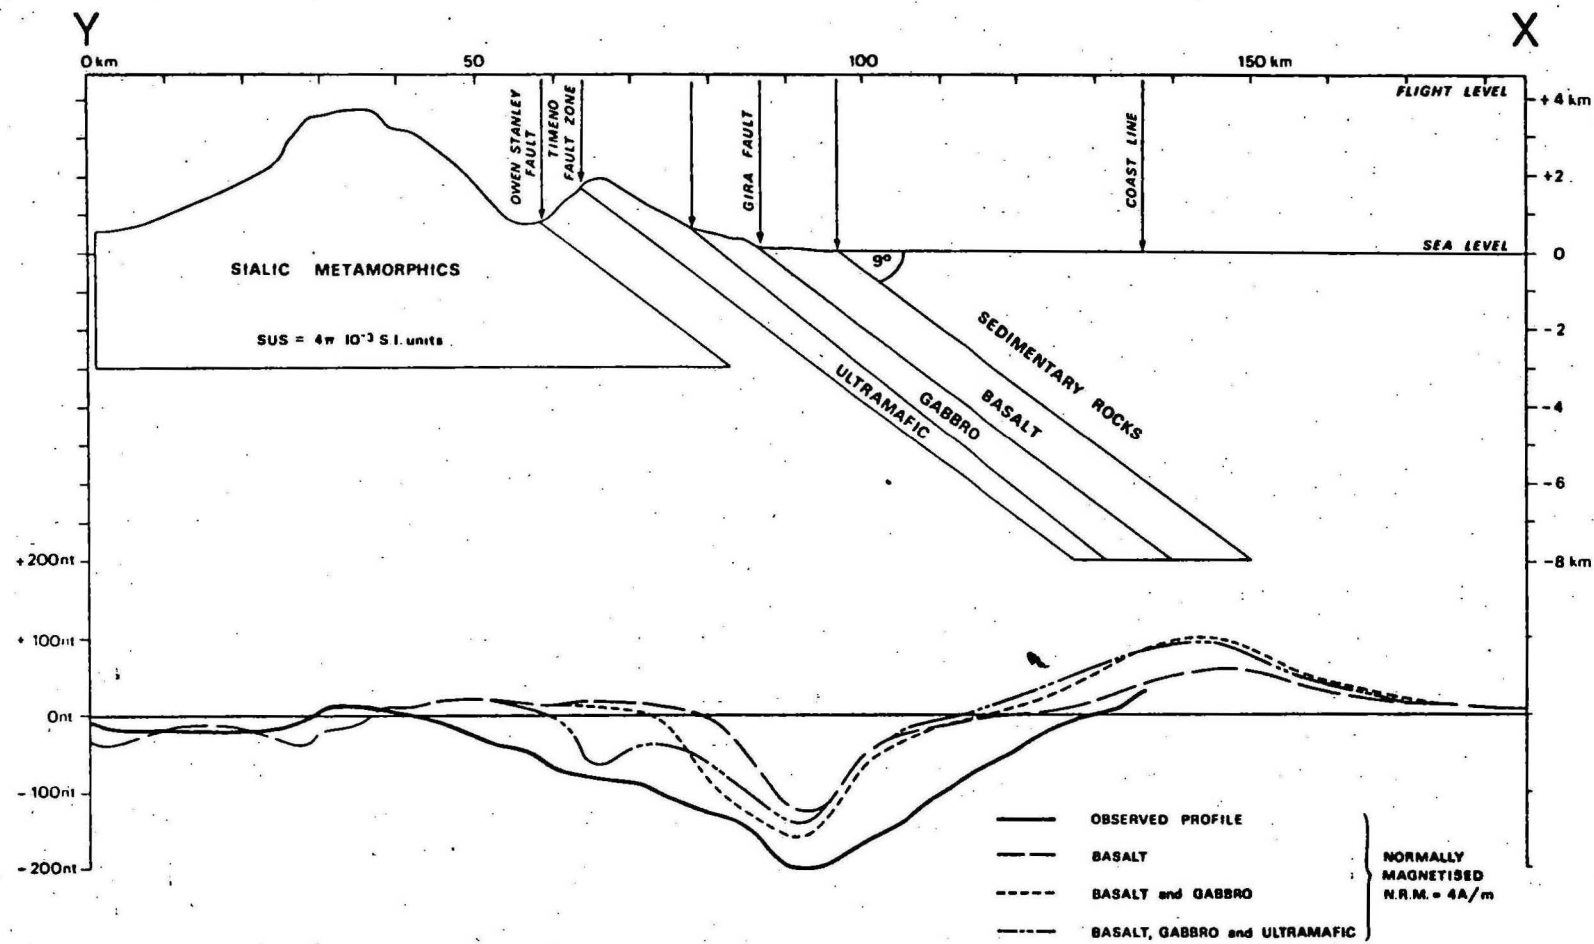 Y
X
0 km
50
100
150 km
FLIGHT LEVEL
+4 km
OWEN STANLEY
FAULT
TIMENO
FAULT ZONE
GIRA FAULT
COAST LINE
+2
SEA LEVEL
0
9°
SIALIC METAMORPHICS
SUS = 4π 10⁻³ S.I. units
SEDIMENTARY ROCKS
BASALT
GABBRO
ULTRAMAFIC
-2
-4
-6
-8 km
+200nt
+100nt
0nt
-100nt
-200nt
OBSERVED PROFILE
BASALT
BASALT and GABBRO
BASALT, GABBRO and ULTRAMAFIC
NORMALLY
MAGNETISED
N.R.M. = 4A/m